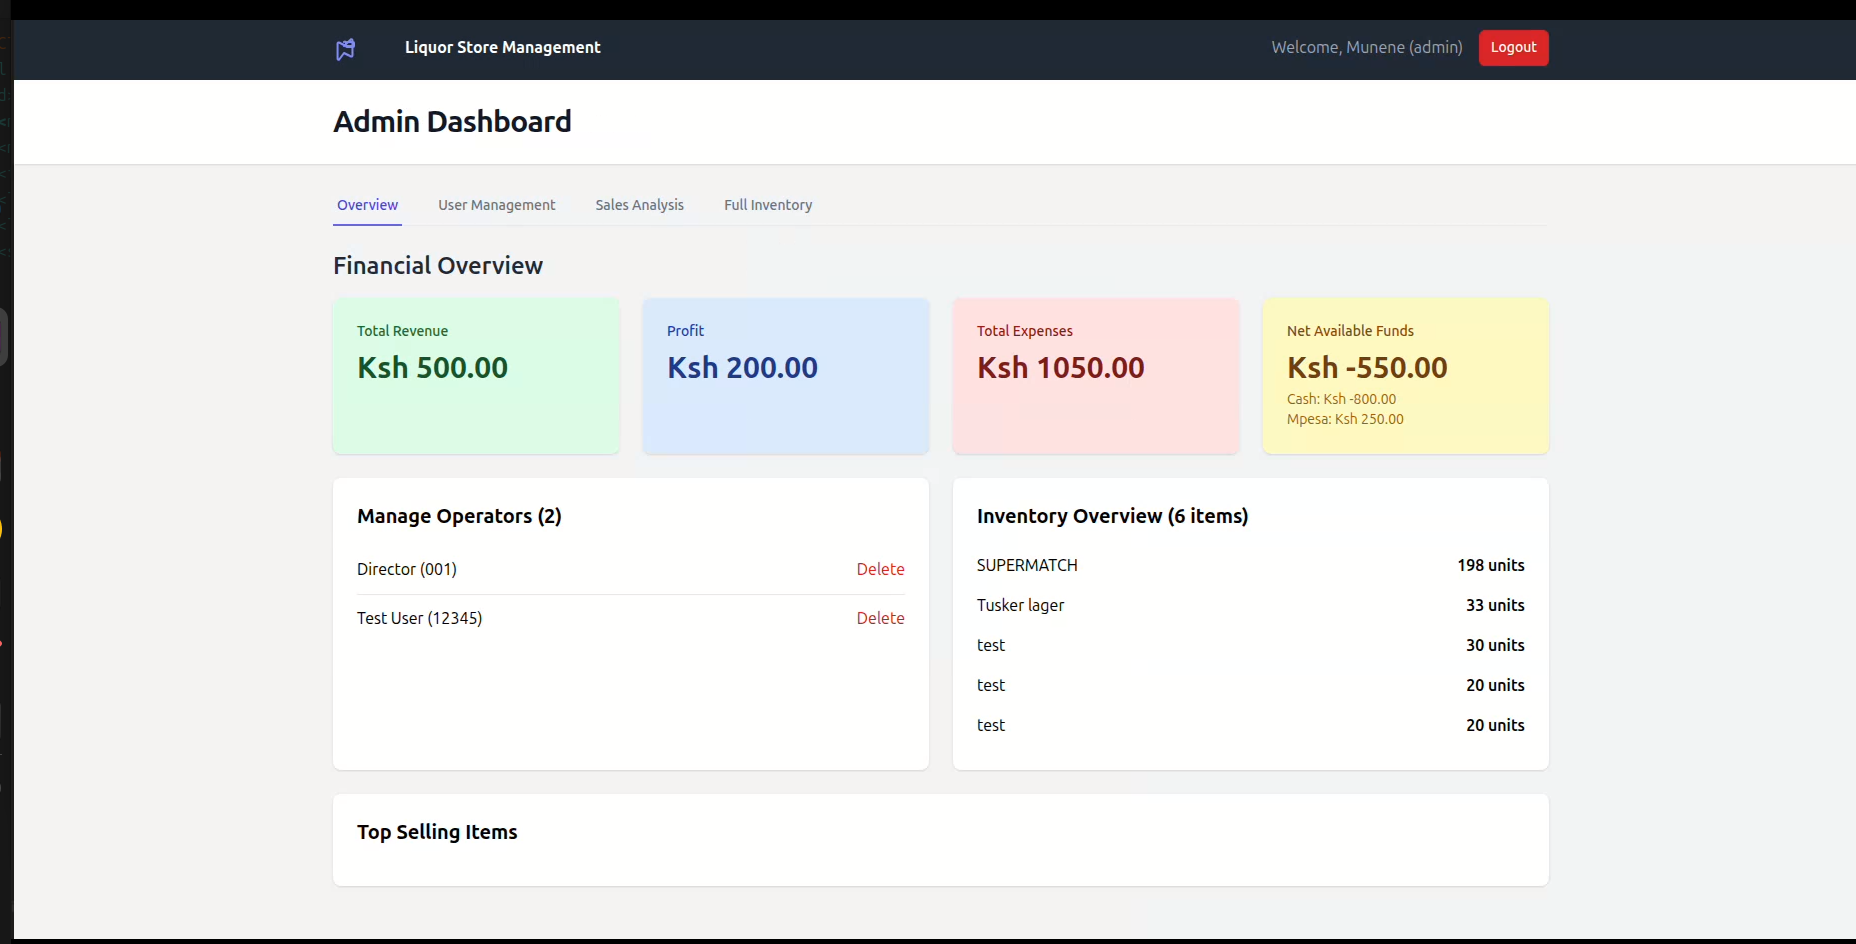 Liquor Store Management
Welcome, Munene (admin)
Logout
Admin Dashboard
Overview
User Management
Sales Analysis
Full Inventory
Financial Overview
Total Revenue
Ksh 500.00
Profit
Ksh 200.00
Total Expenses
Ksh 1050.00
Net Available Funds
Ksh -550.00
Cash: Ksh -800.00
Mpesa: Ksh 250.00
Manage Operators (2)
Director (001) Delete
Test User (12345) Delete
Inventory Overview (6 items)
SUPERMATCH 198 units
Tusker lager 33 units
test 30 units
test 20 units
test 20 units
Top Selling Items